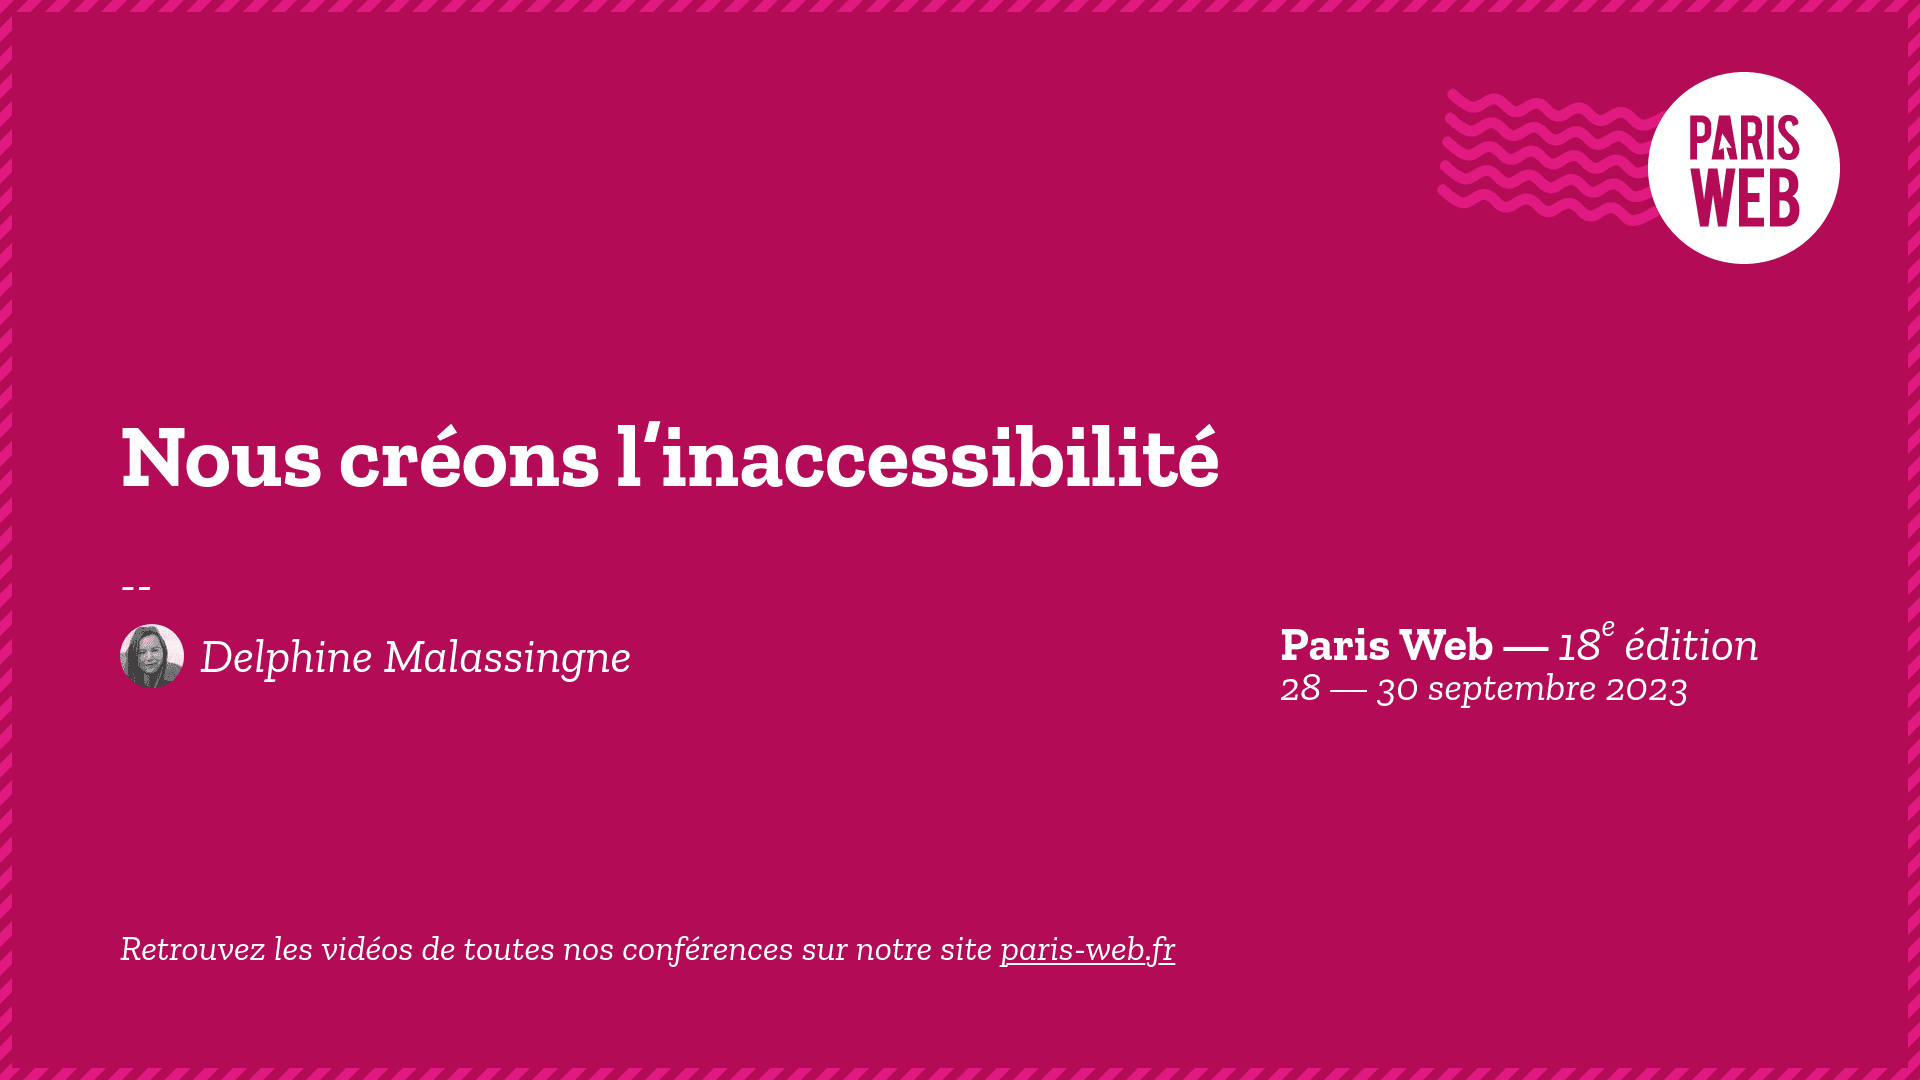 PARIS
WEB
Nous créons l'inaccessibilité
--
Delphine Malassingne
Paris Web — 18e édition
28 — 30 septembre 2023
Retrouvez les vidéos de toutes nos conférences sur notre site paris-web.fr